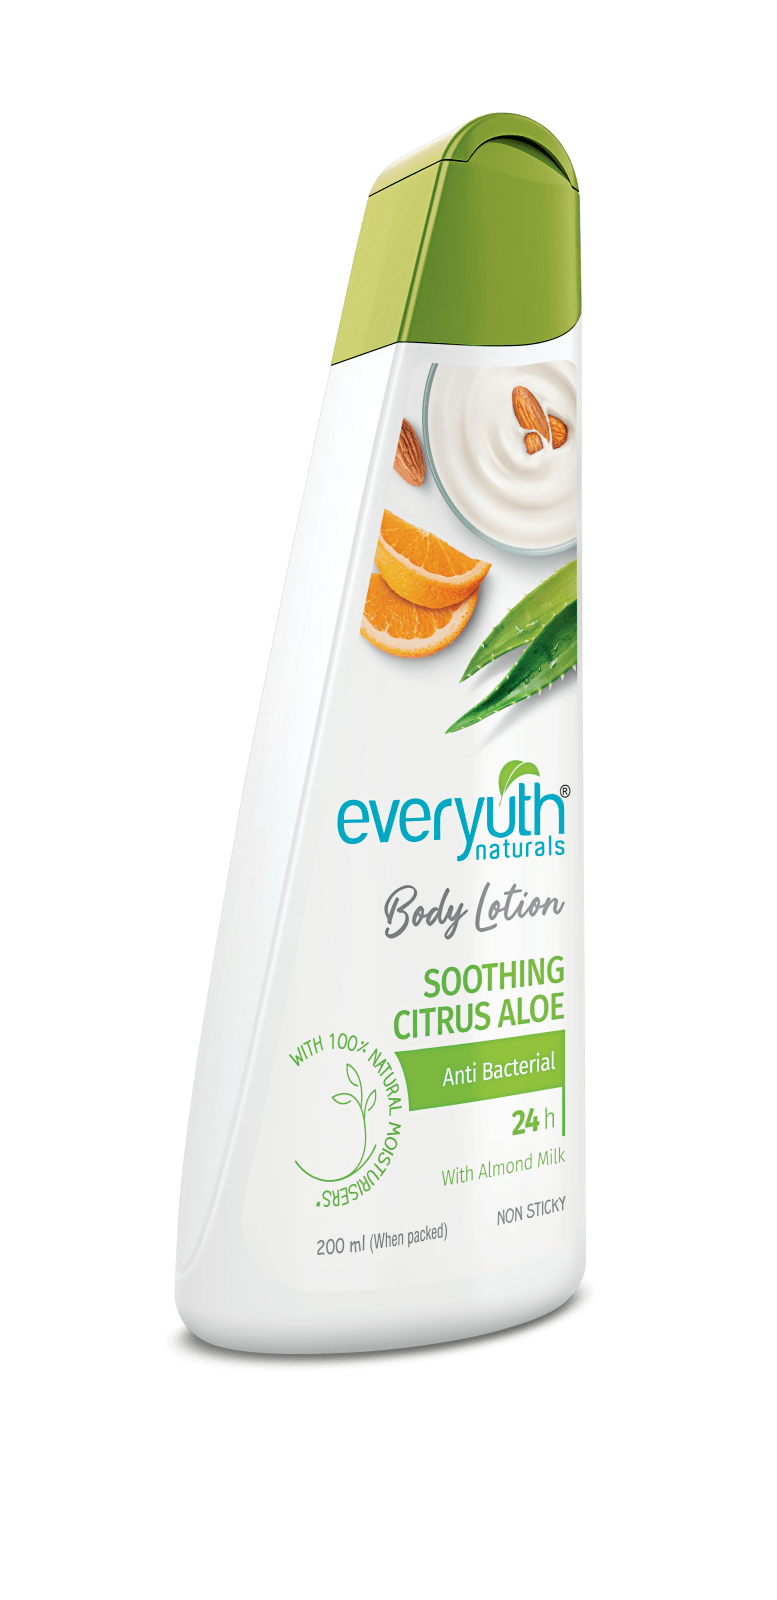 everyuth®
naturals
Body Lotion
SOOTHING
CITRUS ALOE
WITH 100% NATURAL MOISTURISERS*
Anti Bacterial
24 h
With Almond Milk
NON STICKY
200 ml (When packed)